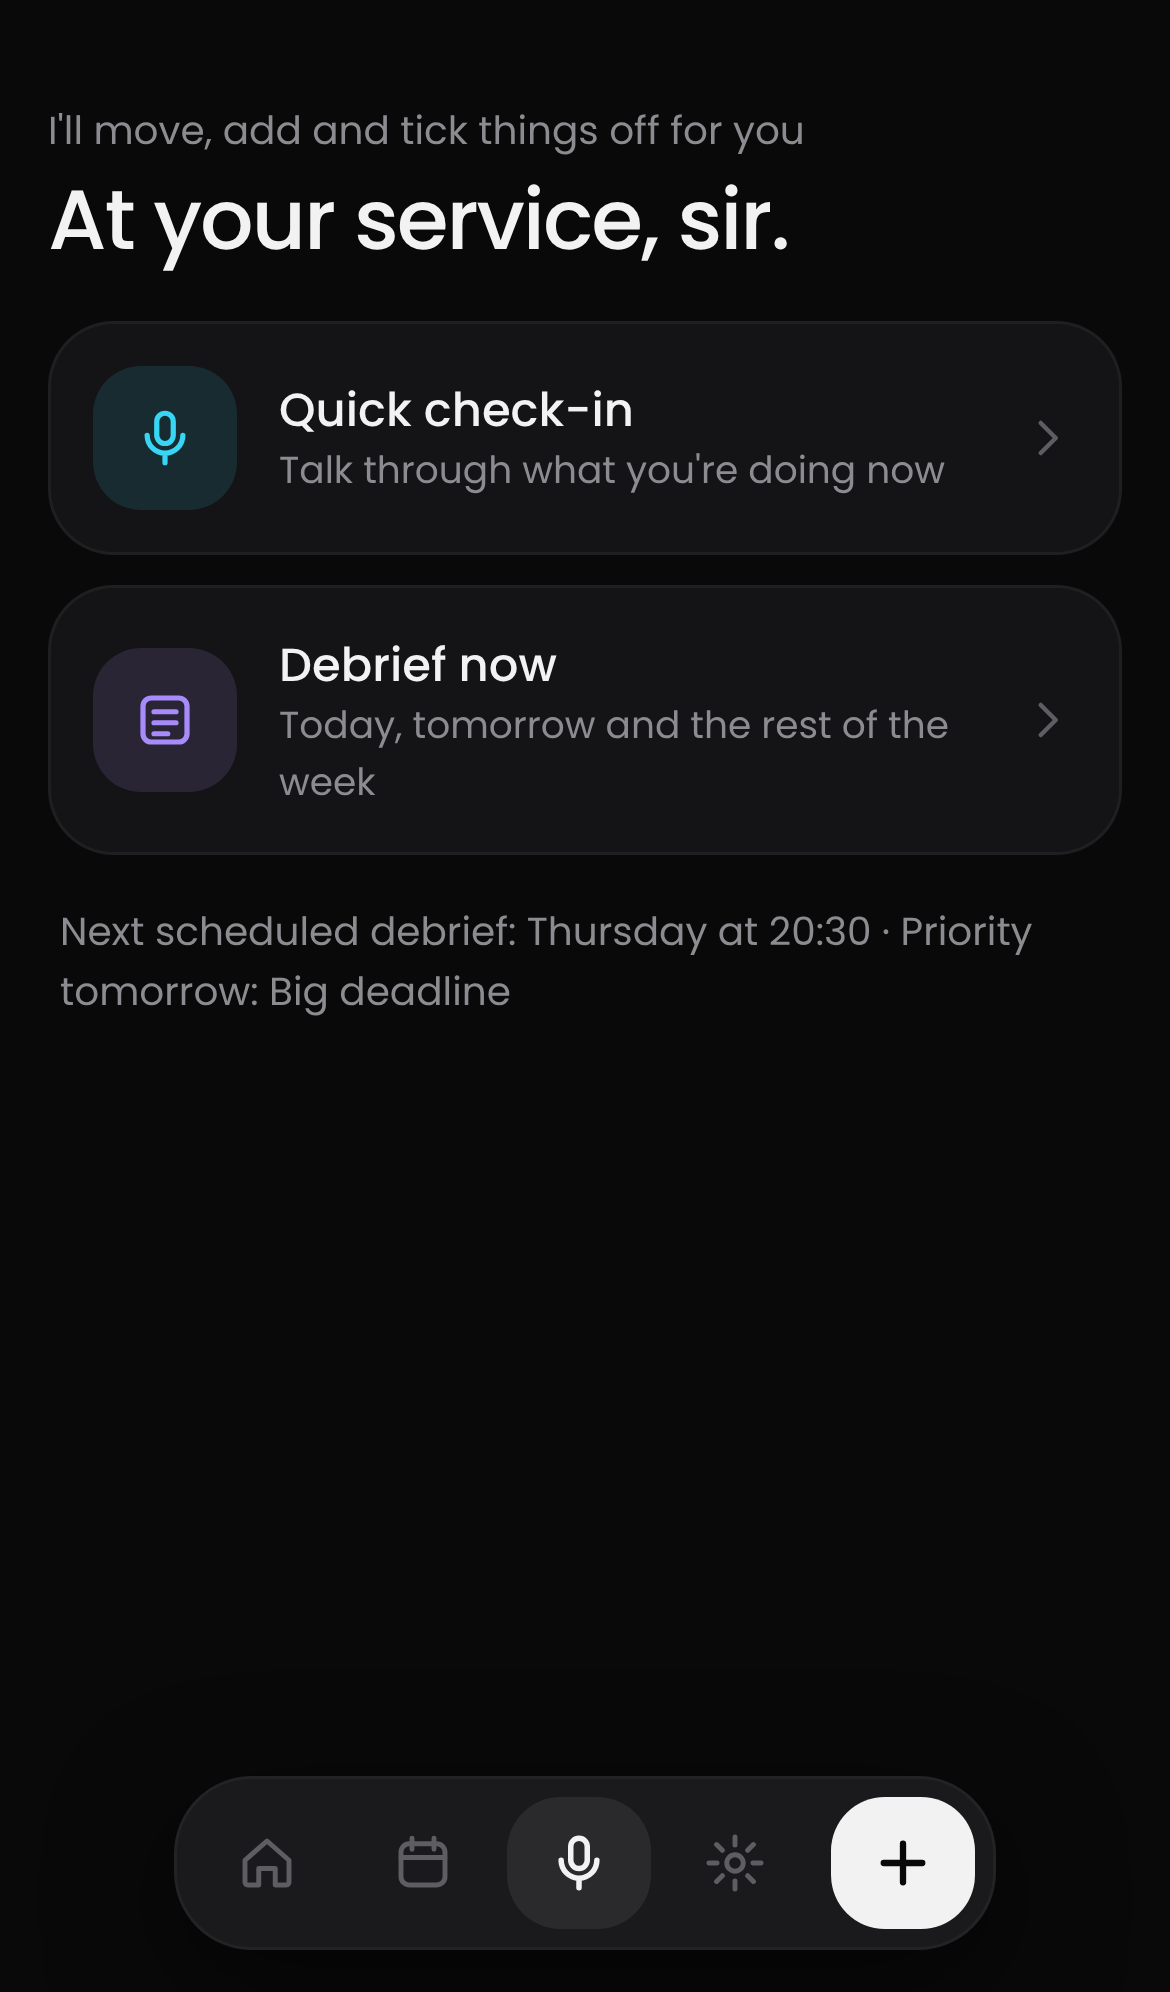 I'll move, add and tick things off for you
At your service, sir.
Quick check-in
Talk through what you're doing now
Debrief now
Today, tomorrow and the rest of the
week
Next scheduled debrief: Thursday at 20:30 · Priority
tomorrow: Big deadline